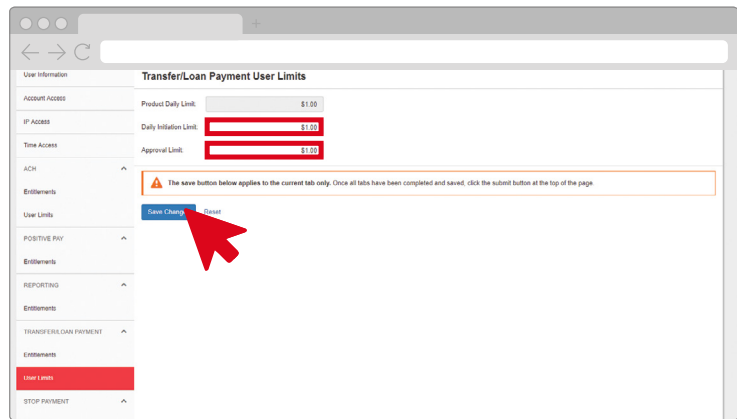 User Information
Account Access
IP Access
Time Access
ACH
Entitlements
User Limits
POSITIVE PAY
Entitlements
REPORTING
Entitlements
TRANSFER/LOAN PAYMENT
Entitlements
User Limits
STOP PAYMENT
Transfer/Loan Payment User Limits
Product Daily Limit: $1.00
Daily Initiation Limit: $1.00
Approval Limit: $1.00
The save button below applies to the current tab only. Once all tabs have been completed and saved, click the submit button at the top of the page.
Save Reset